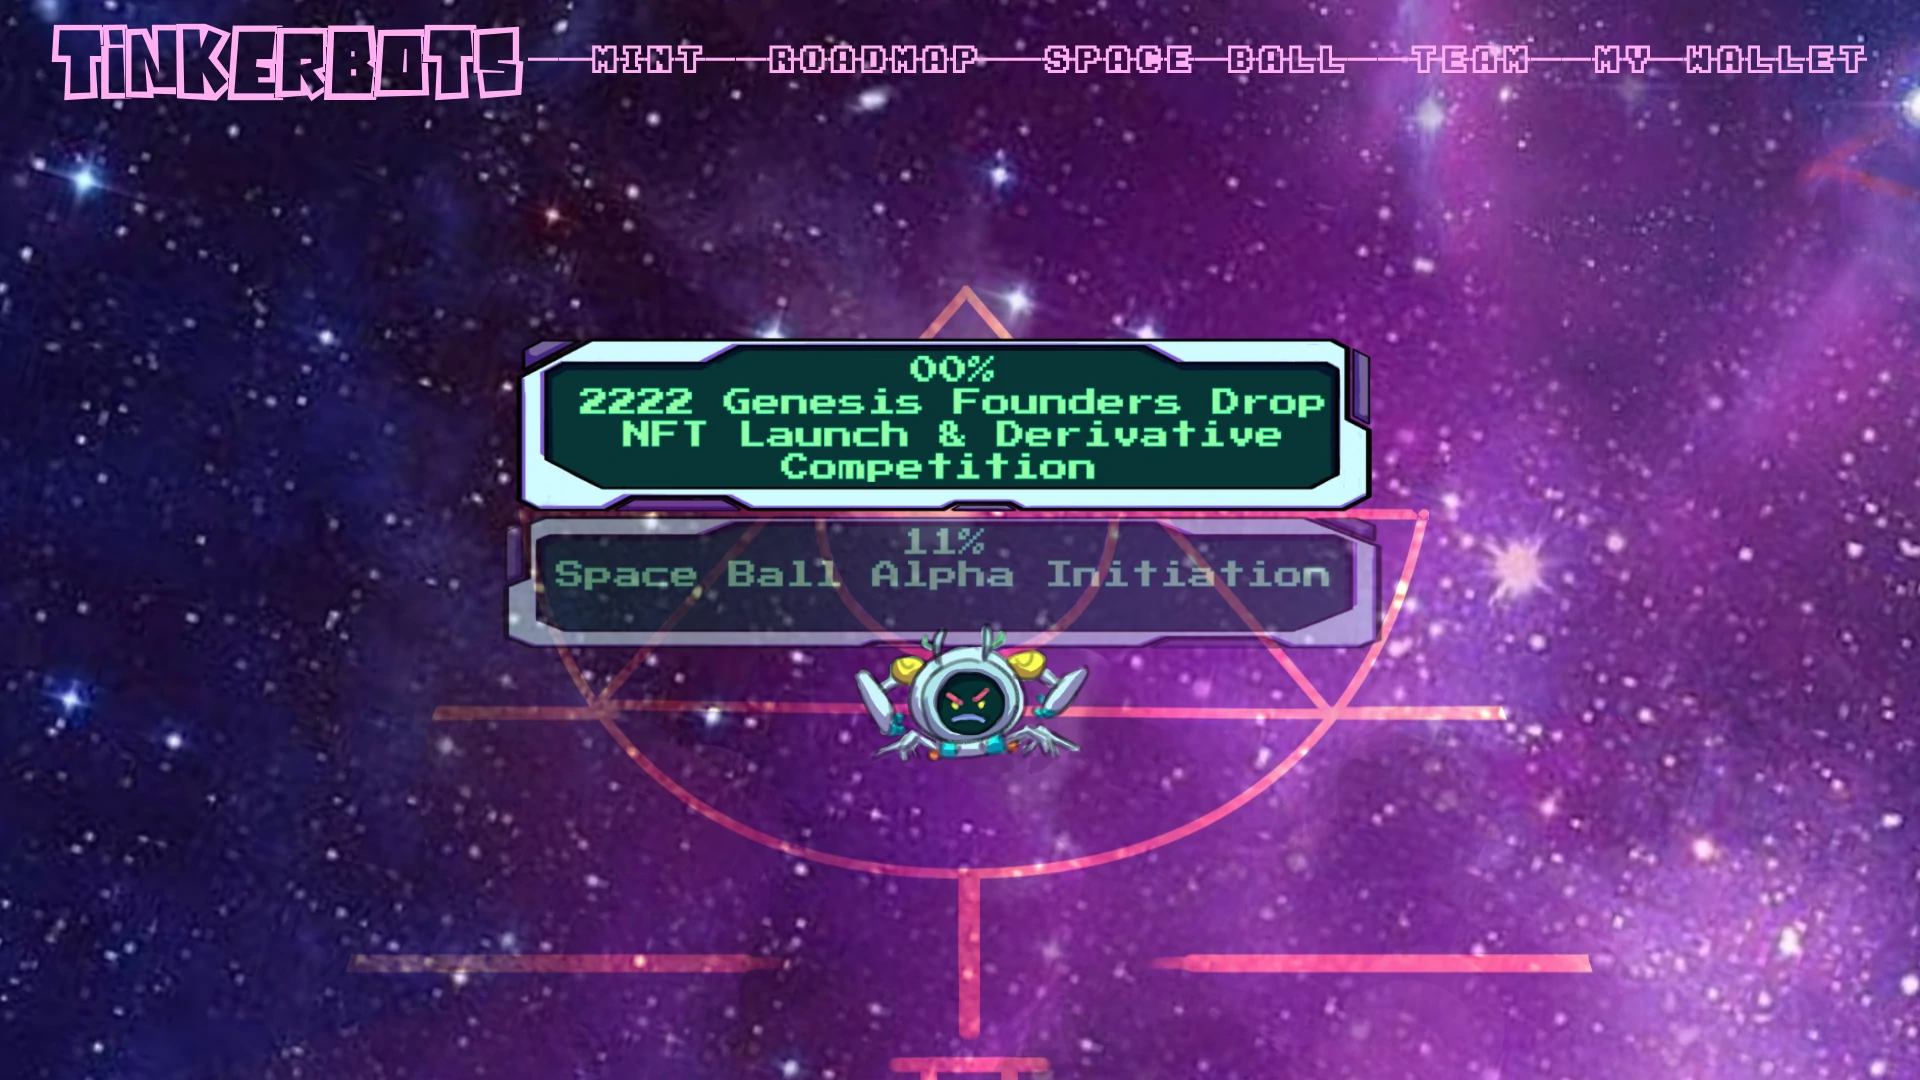 TiNKERBOTS
MINT ROADMAP SPACE BALL TEAM MY WALLET
00%
2222 Genesis Founders Drop
NFT Launch & Derivative
Competition
11%
Space Ball Alpha Initiation